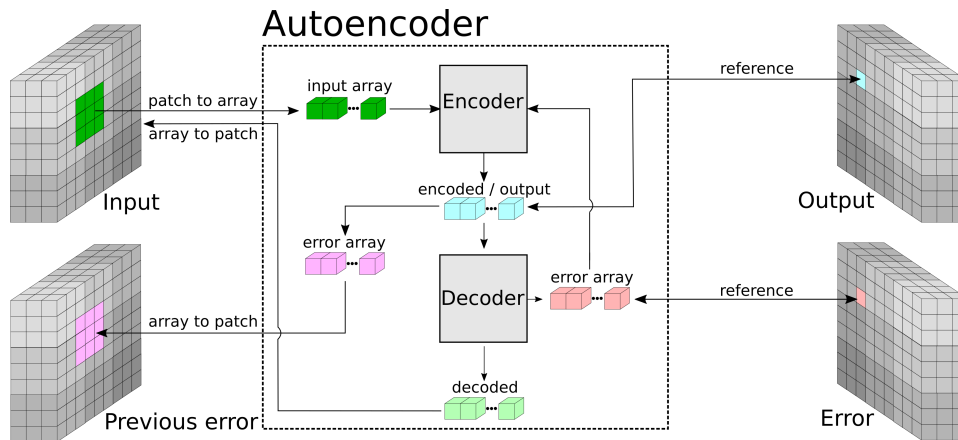 Autoencoder
input array
patch to array
array to patch
Encoder
reference
Input
encoded / output
Output
error array
error array
Decoder
reference
array to patch
decoded
Previous error
Error